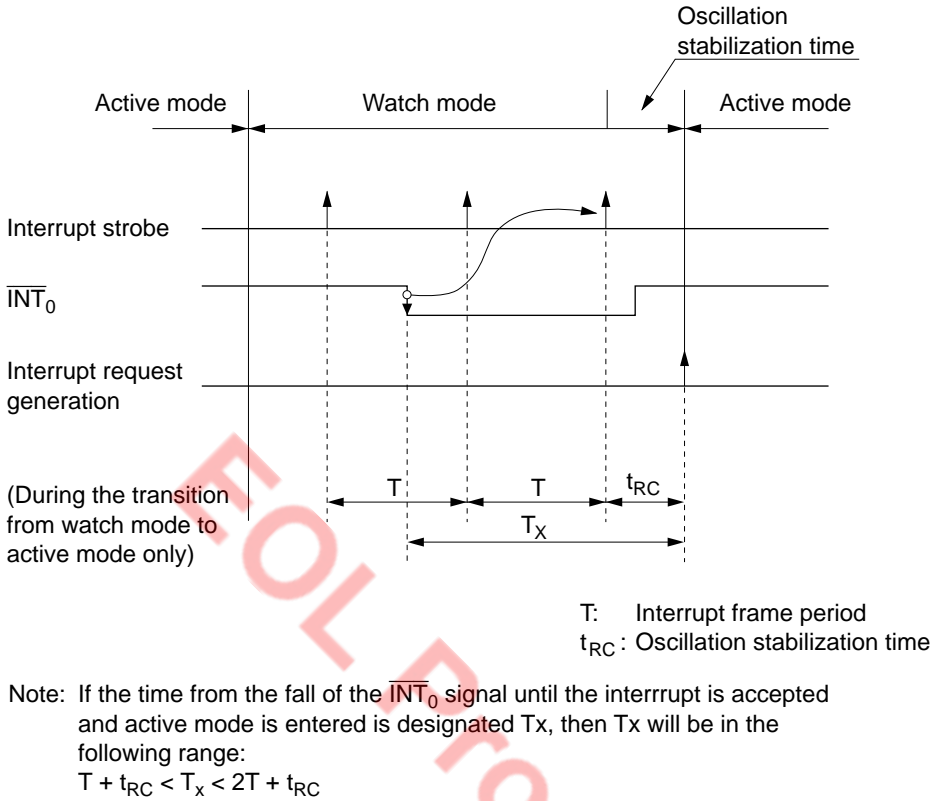 Oscillation
stabilization time
Active mode Watch mode Active mode
Interrupt strobe
INT0
Interrupt request
generation
(During the transition
from watch mode to
active mode only)
T T tRC
TX
T: Interrupt frame period
tRC : Oscillation stabilization time
Note: If the time from the fall of the INT0 signal until the interrrupt is accepted
and active mode is entered is designated Tx, then Tx will be in the
following range:
T + tRC < Tx < 2T + tRC
EOL Pro